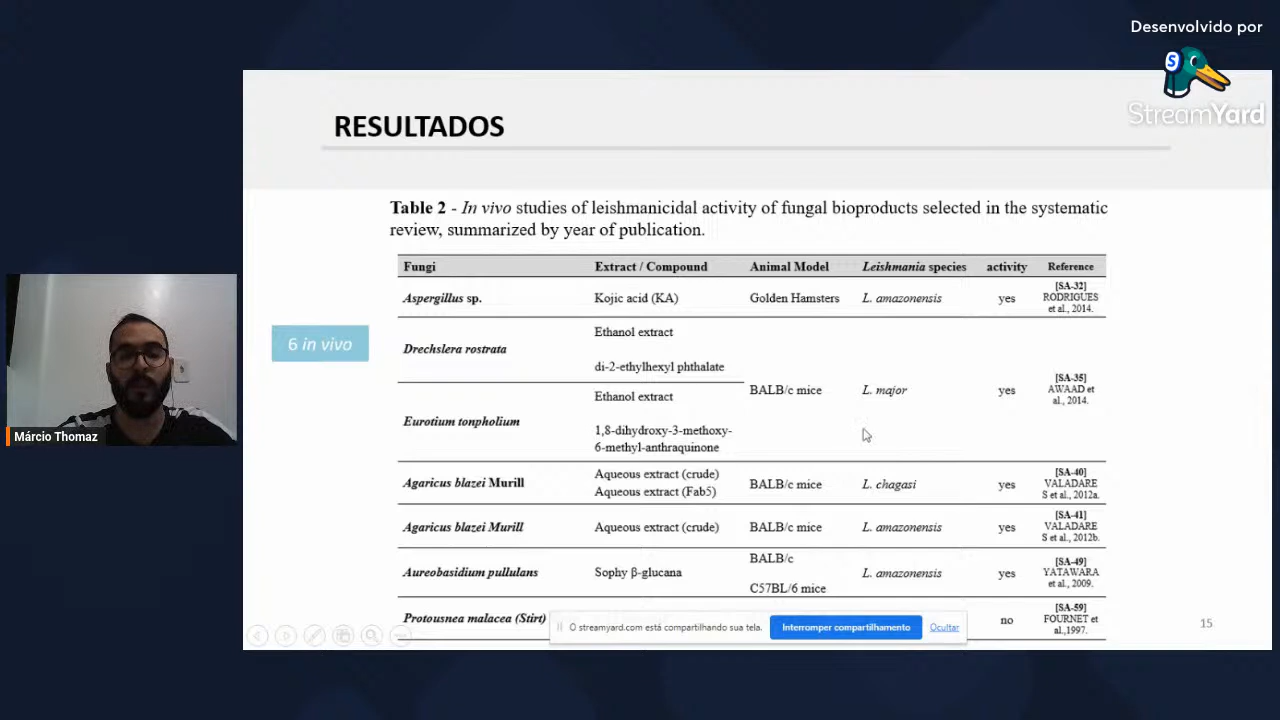 Desenvolvido por
StreamYard
RESULTADOS
Table 2 - In vivo studies of leishmanicidal activity of fungal bioproducts selected in the systematic
review, summarized by year of publication.
Fungi Extract / Compound Animal Model Leishmania species activity Reference
Aspergillus sp. Kojic acid (KA) Golden Hamsters L. amazonensis yes [SA-32]
RODRIGUES
et al., 2014.
6 in vivo
Drechslera rostrata
Ethanol extract
di-2-ethylhexyl phthalate
BALB/c mice L. major yes [SA-35]
AWAAD et
al., 2014.
Eurotium tonpholium
Ethanol extract
1,8-dihydroxy-3-methoxy-
6-methyl-anthraquinone
Agaricus blazei Murill
Aqueous extract (crude)
Aqueous extract (Fab5)
BALB/c mice L. chagasi yes [SA-40]
VALADARE
S et al., 2012a.
Agaricus blazei Murill Aqueous extract (crude) BALB/c mice L. amazonensis yes [SA-41]
VALADARE
S et al., 2012b.
Aureobasidium pullulans Sophy β-glucana
BALB/c
C57BL/6 mice
L. amazonensis yes [SA-49]
YATAWARA
et al., 2009.
Protousnea malacea (Stirt) no [SA-59]
FOURNET et
al.,1997.
O streamyard.com está compartilhando sua tela. Interromper compartilhamento Ocultar
15
Márcio Thomaz